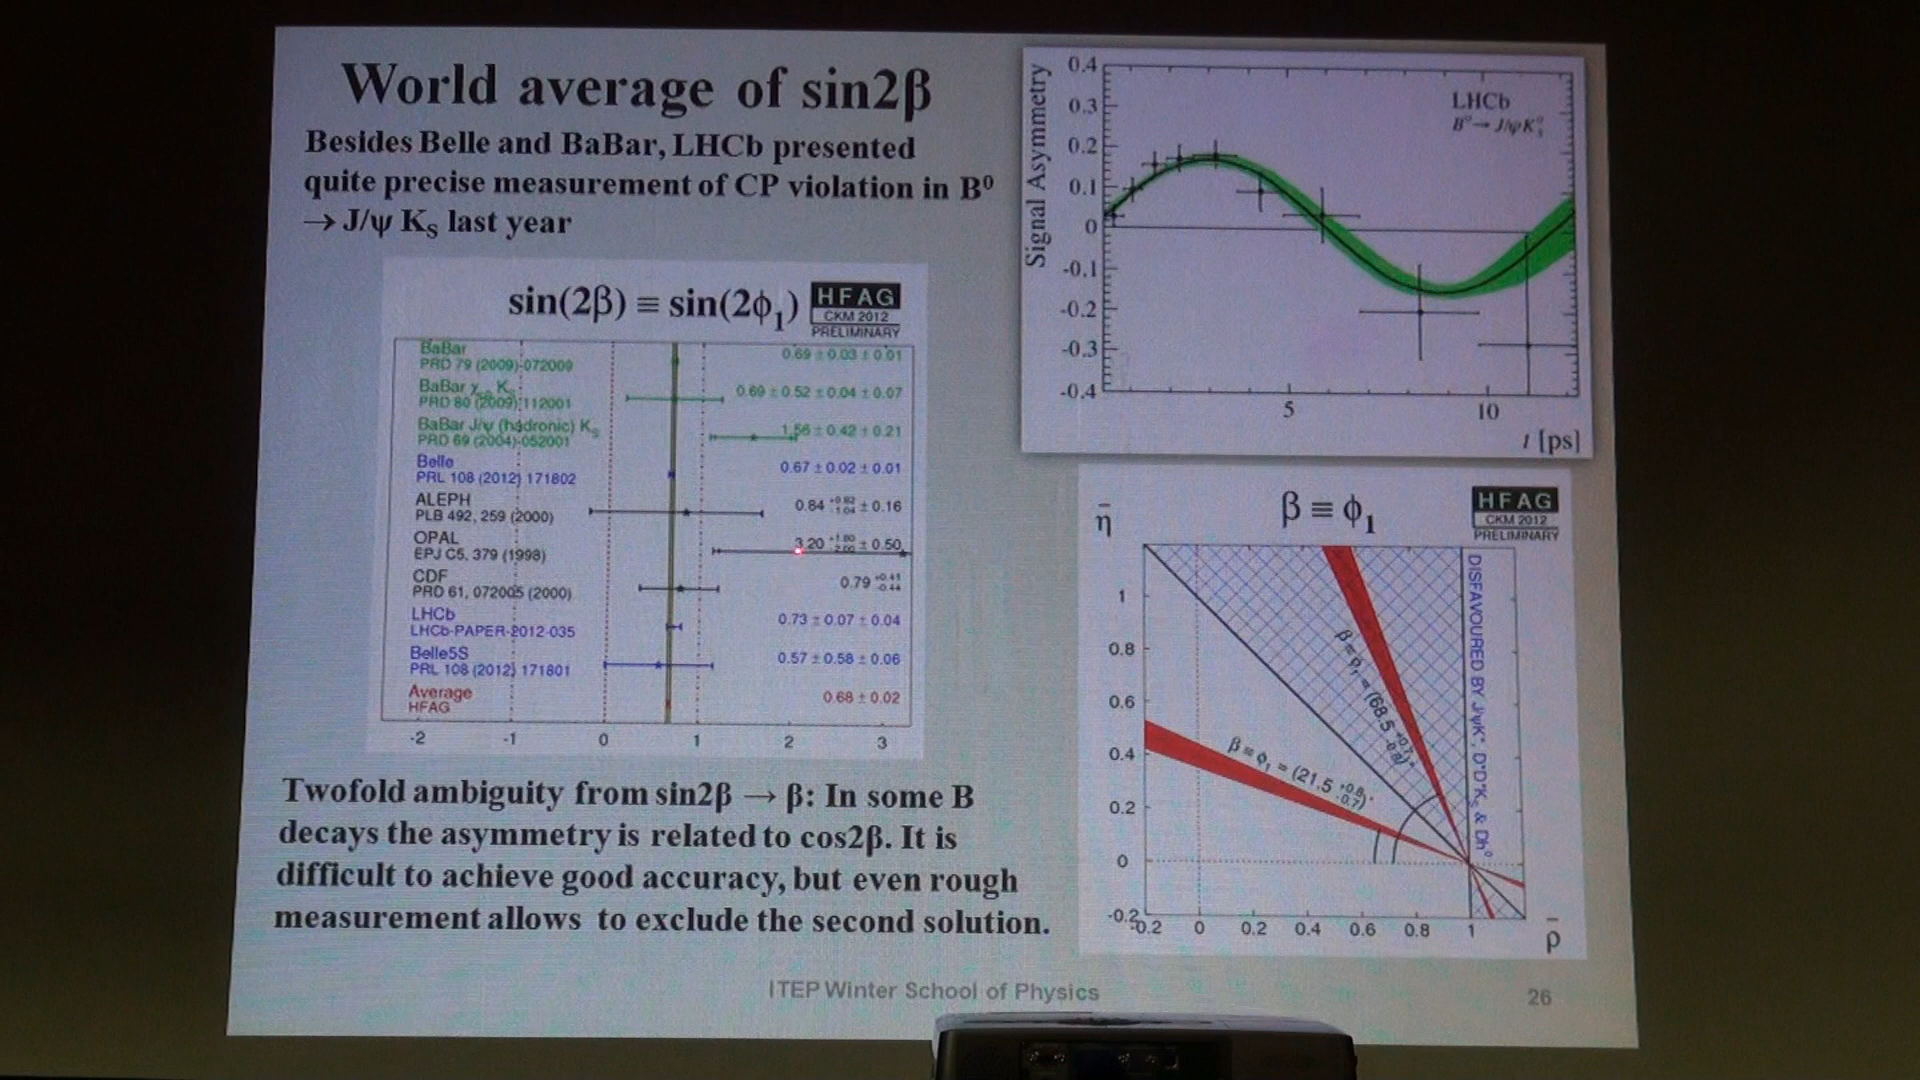 World average of sin2β
Besides Belle and BaBar, LHCb presented
quite precise measurement of CP violation in B⁰
→ J/ψ K_S last year
sin(2β) ≡ sin(2ϕ₁)
HFAG
CKM 2012
PRELIMINARY
BaBar
PRD 79 (2009) 072009
0.69 ± 0.03 ± 0.01
BaBar χ_c0 K_S
PRD 80 (2009) 112001
0.69 ± 0.52 ± 0.04 ± 0.07
BaBar J/ψ (hadronic) K_S
PRD 69 (2004) 052001
1.56 ± 0.42 ± 0.21
Belle
PRL 108 (2012) 171802
0.67 ± 0.02 ± 0.01
ALEPH
PLB 492, 259 (2000)
0.84 +0.82 -1.04 ± 0.16
OPAL
EPJ C5, 379 (1998)
3.20 +1.80 -2.00 ± 0.50
CDF
PRD 61, 072005 (2000)
0.79 +0.41 -0.44
LHCb
LHCb-PAPER-2012-035
0.73 ± 0.07 ± 0.04
Belle5S
PRL 108 (2012) 171801
0.57 ± 0.58 ± 0.06
Average
HFAG
0.68 ± 0.02
-2 -1 0 1 2 3
Twofold ambiguity from sin2β → β: In some B
decays the asymmetry is related to cos2β. It is
difficult to achieve good accuracy, but even rough
measurement allows to exclude the second solution.
Signal Asymmetry
0.4
0.3
0.2
0.1
0
-0.1
-0.2
-0.3
-0.4
LHCb
B⁰→ J/ψ K⁰_S
5 10
t [ps]
β ≡ ϕ₁
HFAG
CKM 2012
PRELIMINARY
η̄
1
0.8
0.6
0.4
0.2
0
-0.2
β = ϕ₁ = (68.5 +0.7 -0.8)°
β = ϕ₁ = (21.5 +0.8 -0.7)°
DISFAVOURED BY J/ψK*, D*D*K_S & Dh⁰
-0.2 0 0.2 0.4 0.6 0.8 1
ρ̄
ITEP Winter School of Physics
26